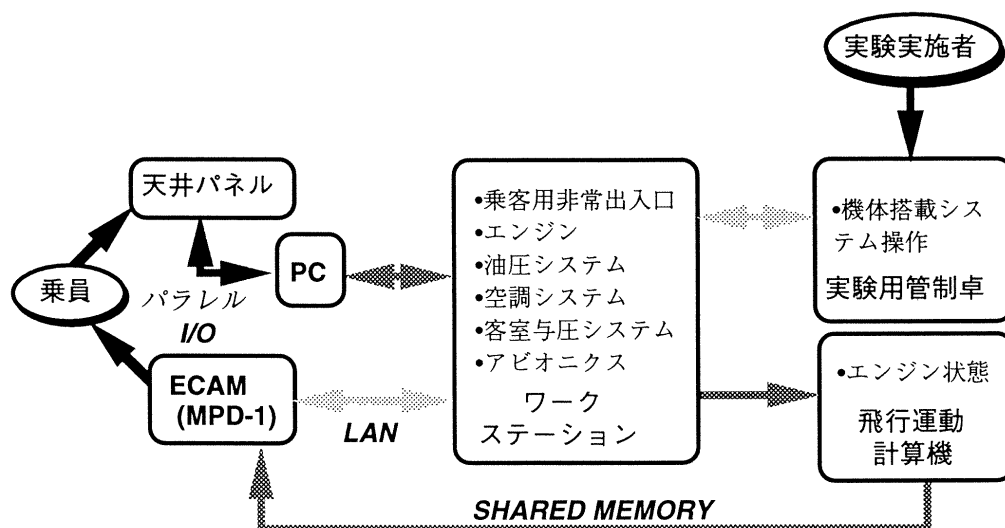 実験実施者
天井パネル
乗員
パラレル
I/O
PC
ECAM
(MPD-1)
LAN
•乗客用非常出入口
•エンジン
•油圧システム
•空調システム
•客室与圧システム
•アビオニクス
ワーク
ステーション
•機体搭載シス
テム操作
実験用管制卓
•エンジン状態
飛行運動
計算機
SHARED MEMORY